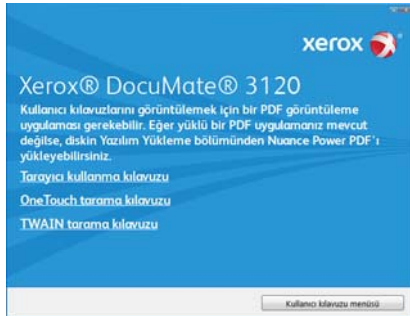 xerox
Xerox® DocuMate® 3120
Kullanıcı kılavuzlarını görüntülemek için bir PDF görüntüleme
uygulaması gerekebilir. Eğer yüklü bir PDF uygulamanız mevcut
değilse, diskin Yazılım Yükleme bölümünden Nuance Power PDF'ı
yükleyebilirsiniz.
Tarayıcı kullanma kılavuzu
OneTouch tarama kılavuzu
TWAIN tarama kılavuzu
Kullanıcı kılavuzu menüsü